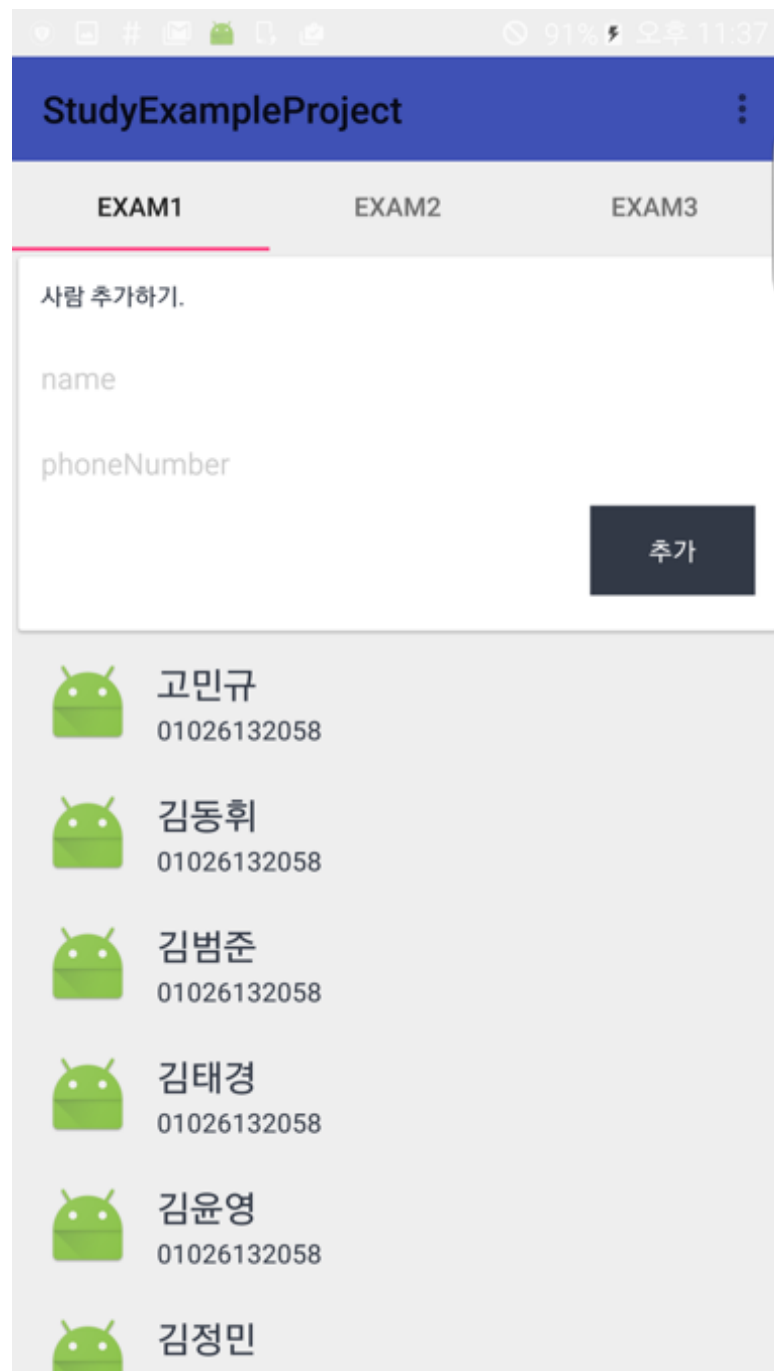 91% 오후 11:37
StudyExampleProject
EXAM1 EXAM2 EXAM3
사람 추가하기.
name
phoneNumber
추가
고민규
01026132058
김동휘
01026132058
김범준
01026132058
김태경
01026132058
김윤영
01026132058
김정민